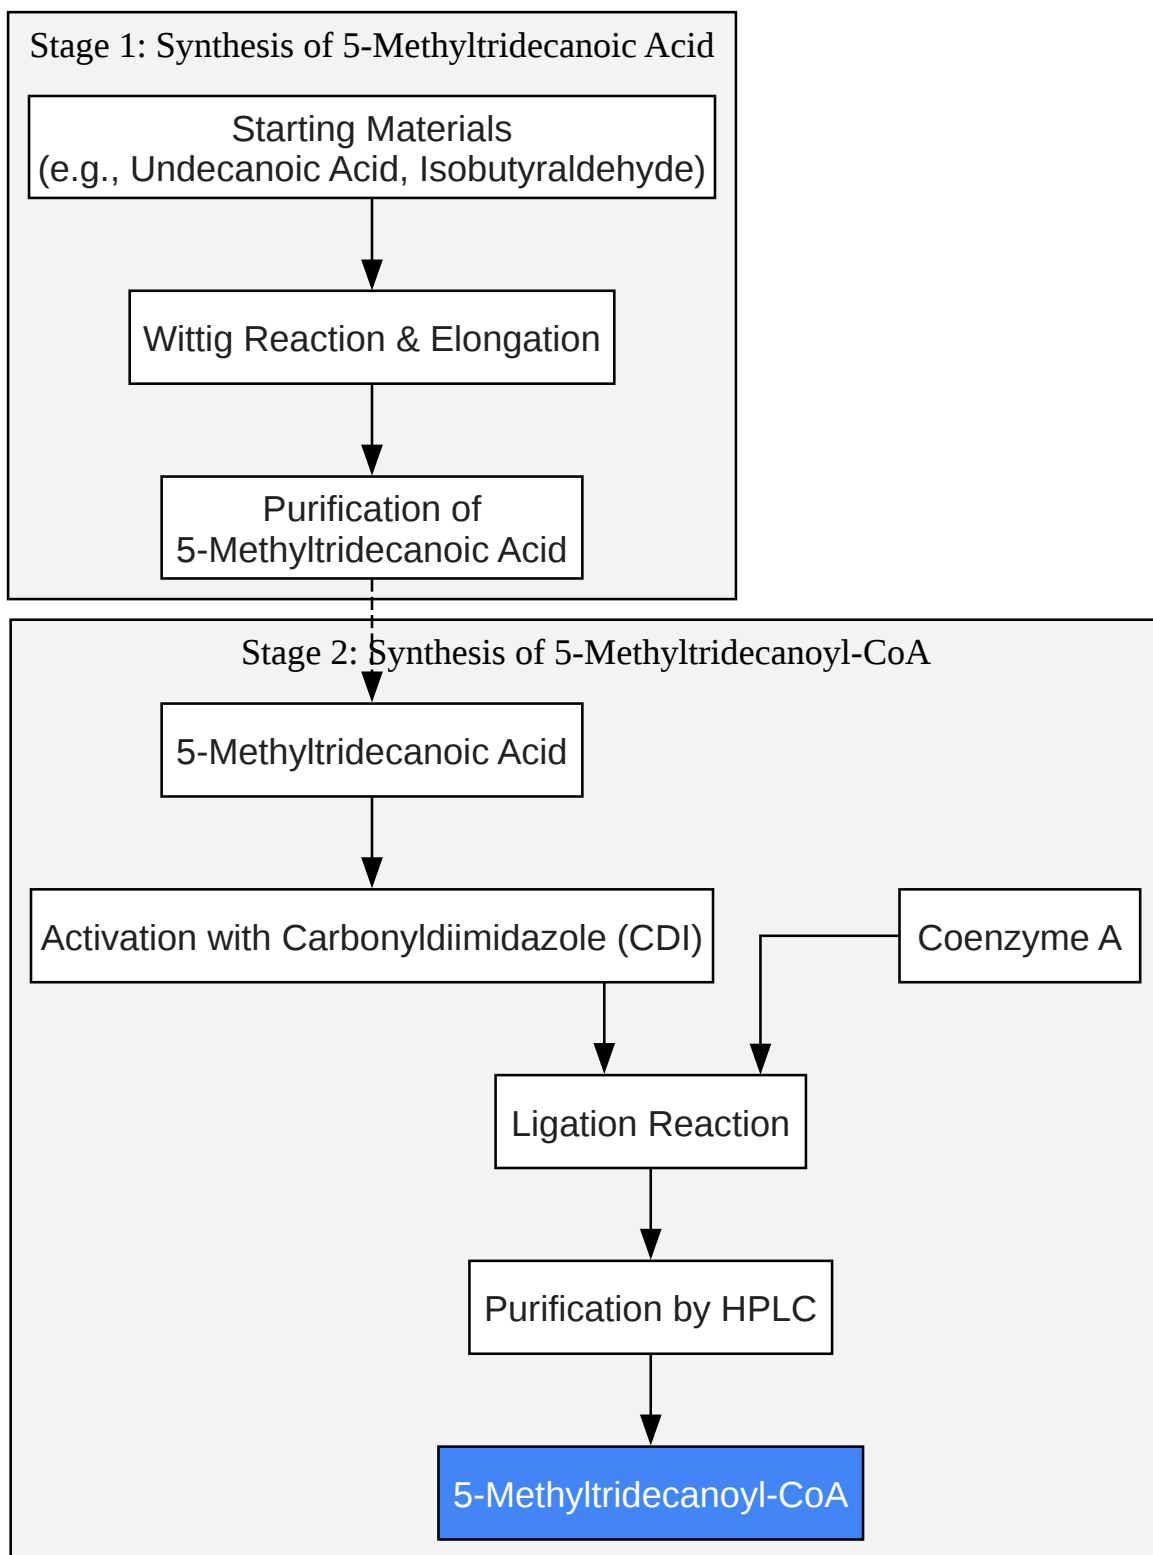 Stage 1: Synthesis of 5-Methyltridecanoic Acid
Starting Materials
(e.g., Undecanoic Acid, Isobutyraldehyde)
Wittig Reaction & Elongation
Purification of
5-Methyltridecanoic Acid
Stage 2: Synthesis of 5-Methyltridecanoyl-CoA
5-Methyltridecanoic Acid
Activation with Carbonyldiimidazole (CDI)
Coenzyme A
Ligation Reaction
Purification by HPLC
5-Methyltridecanoyl-CoA